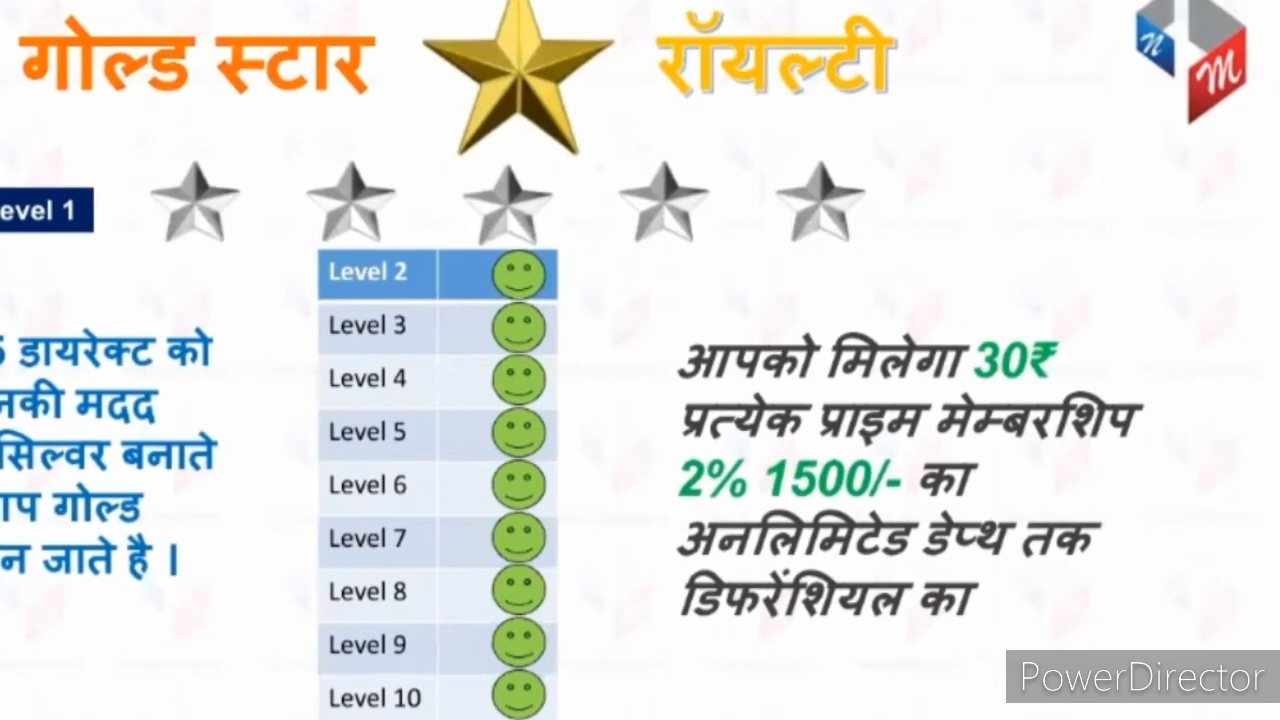 गोल्ड स्टार रॉयल्टी
n m
evel 1
Level 2
Level 3
Level 4
Level 5
Level 6
Level 7
Level 8
Level 9
Level 10
डायरेक्ट को
नकी मदद
सिल्वर बनाते
ाप गोल्ड
न जाते है ।
आपको मिलेगा 30₹
प्रत्येक प्राइम मेम्बरशिप
2% 1500/- का
अनलिमिटेड डेप्थ तक
डिफरेंशियल का
PowerDirector